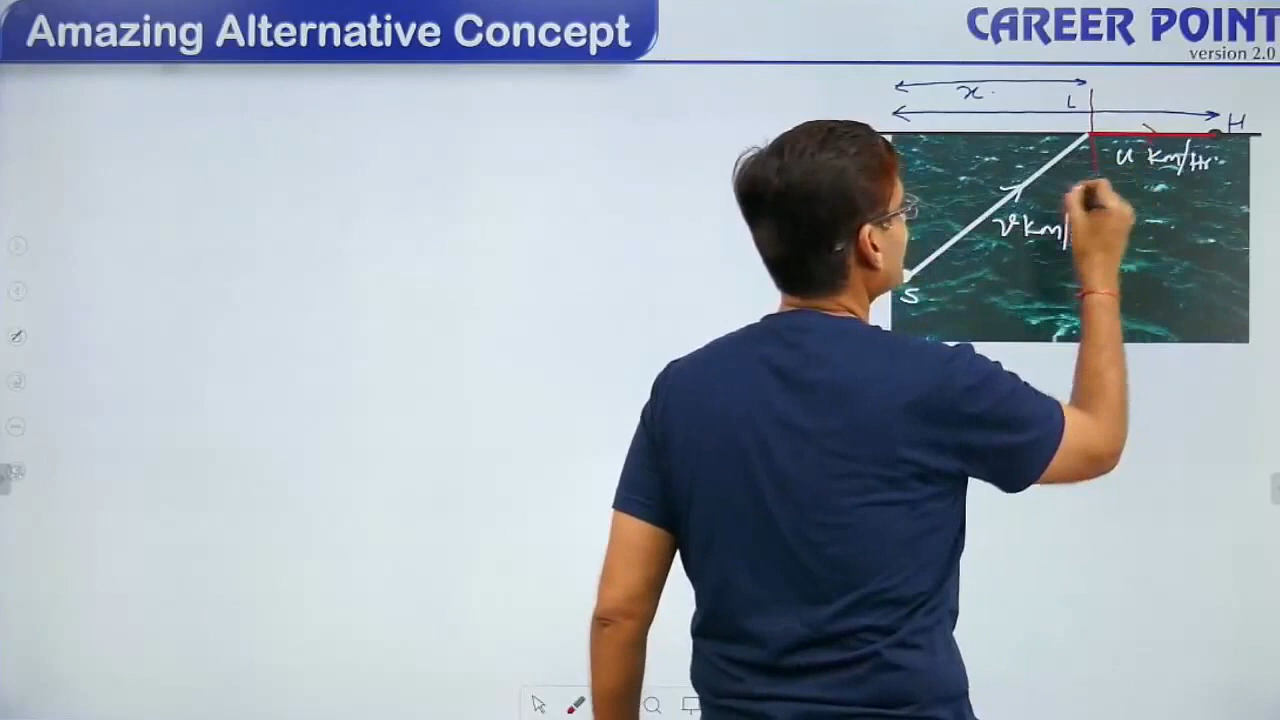 Amazing Alternative Concept
CAREER POINT
version 2.0
x
L
H
u km/Hr
v km/
S